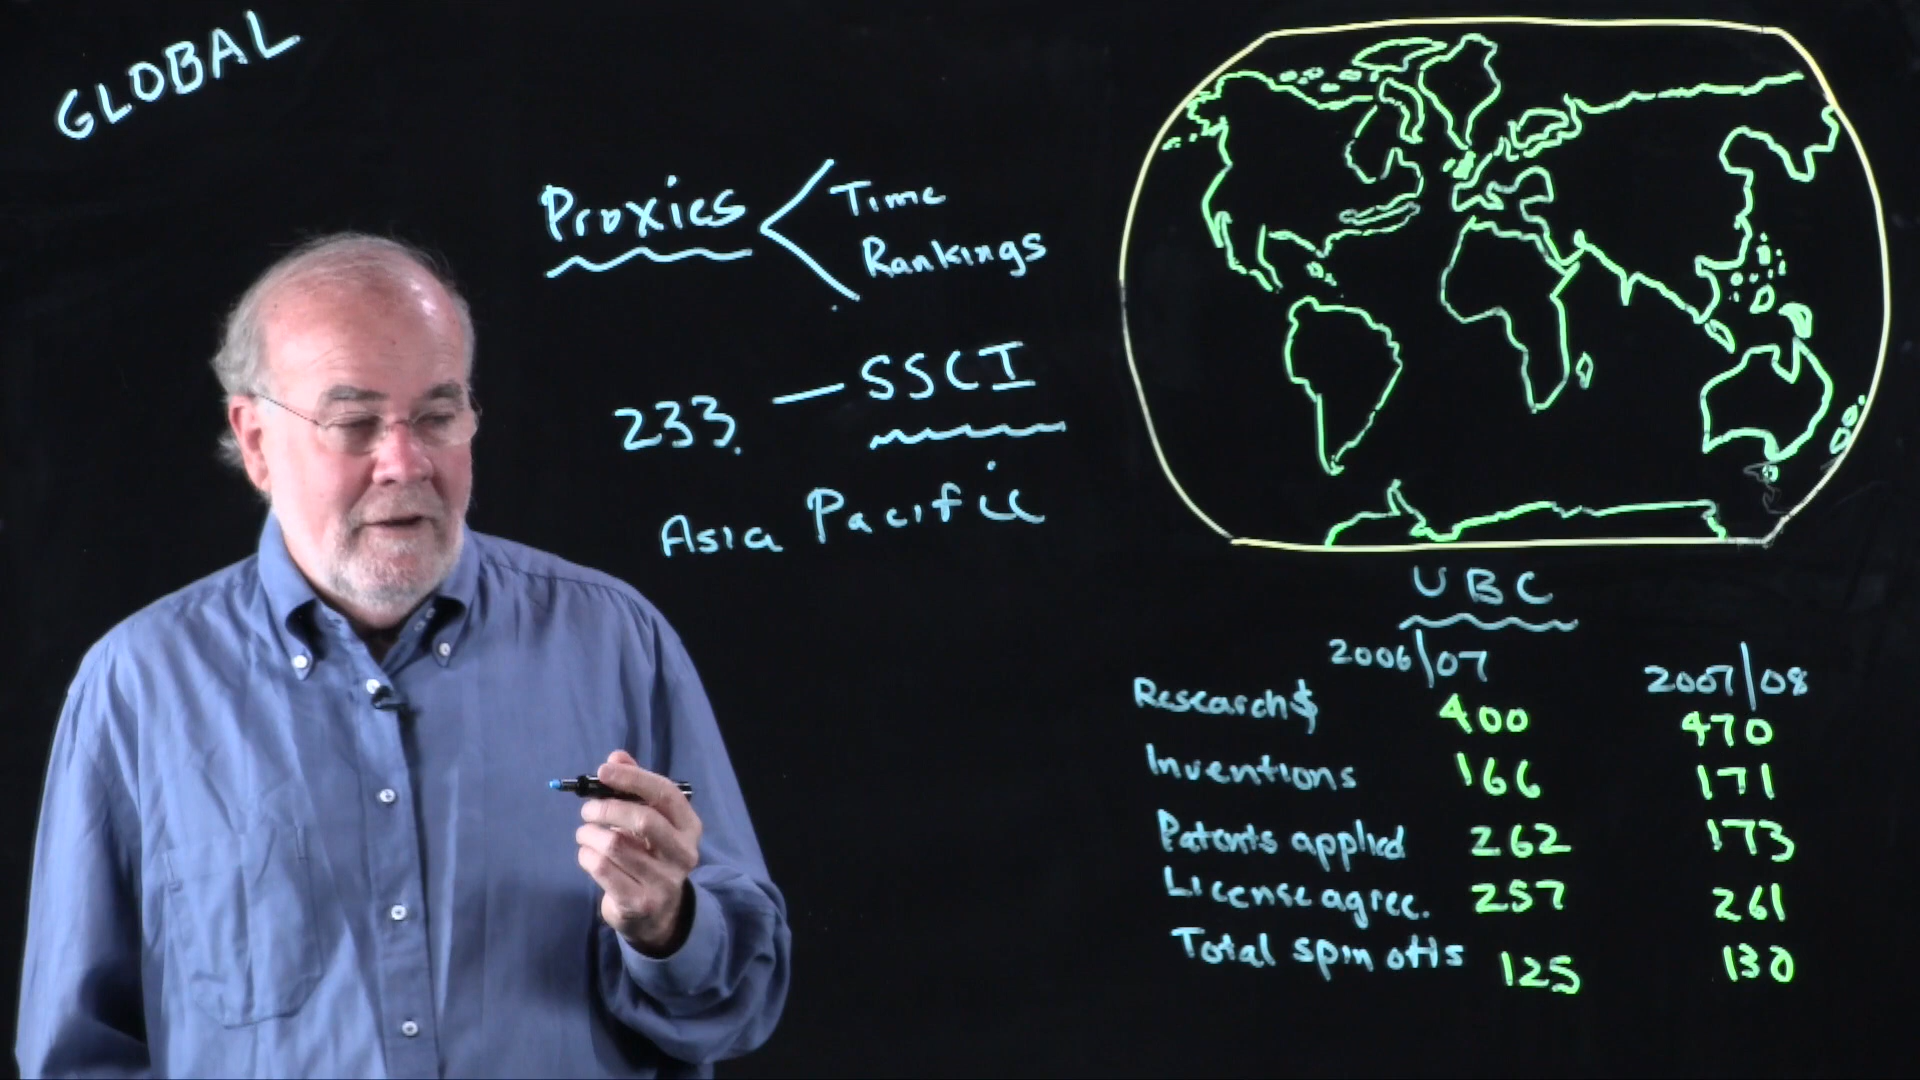 GLOBAL
Proxies
Time
Rankings
233 — SSCI
Asia Pacific
UBC
2006/07 2007/08
Research $ 400 470
Inventions 166 171
Patents applied 262 173
License agree. 257 261
Total spin offs 125 130